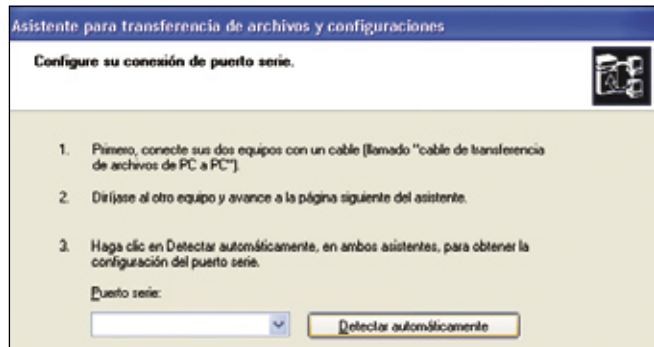 Asistente para transferencia de archivos y configuraciones
Configure su conexión de puerto serie.
1. Primero, conecte sus dos equipos con un cable (llamado "cable de transferencia
de archivos de PC a PC").
2. Diríjase al otro equipo y avance a la página siguiente del asistente.
3. Haga clic en Detectar automáticamente, en ambos asistentes, para obtener la
configuración del puerto serie.
Puerto serie:
Detectar automáticamente